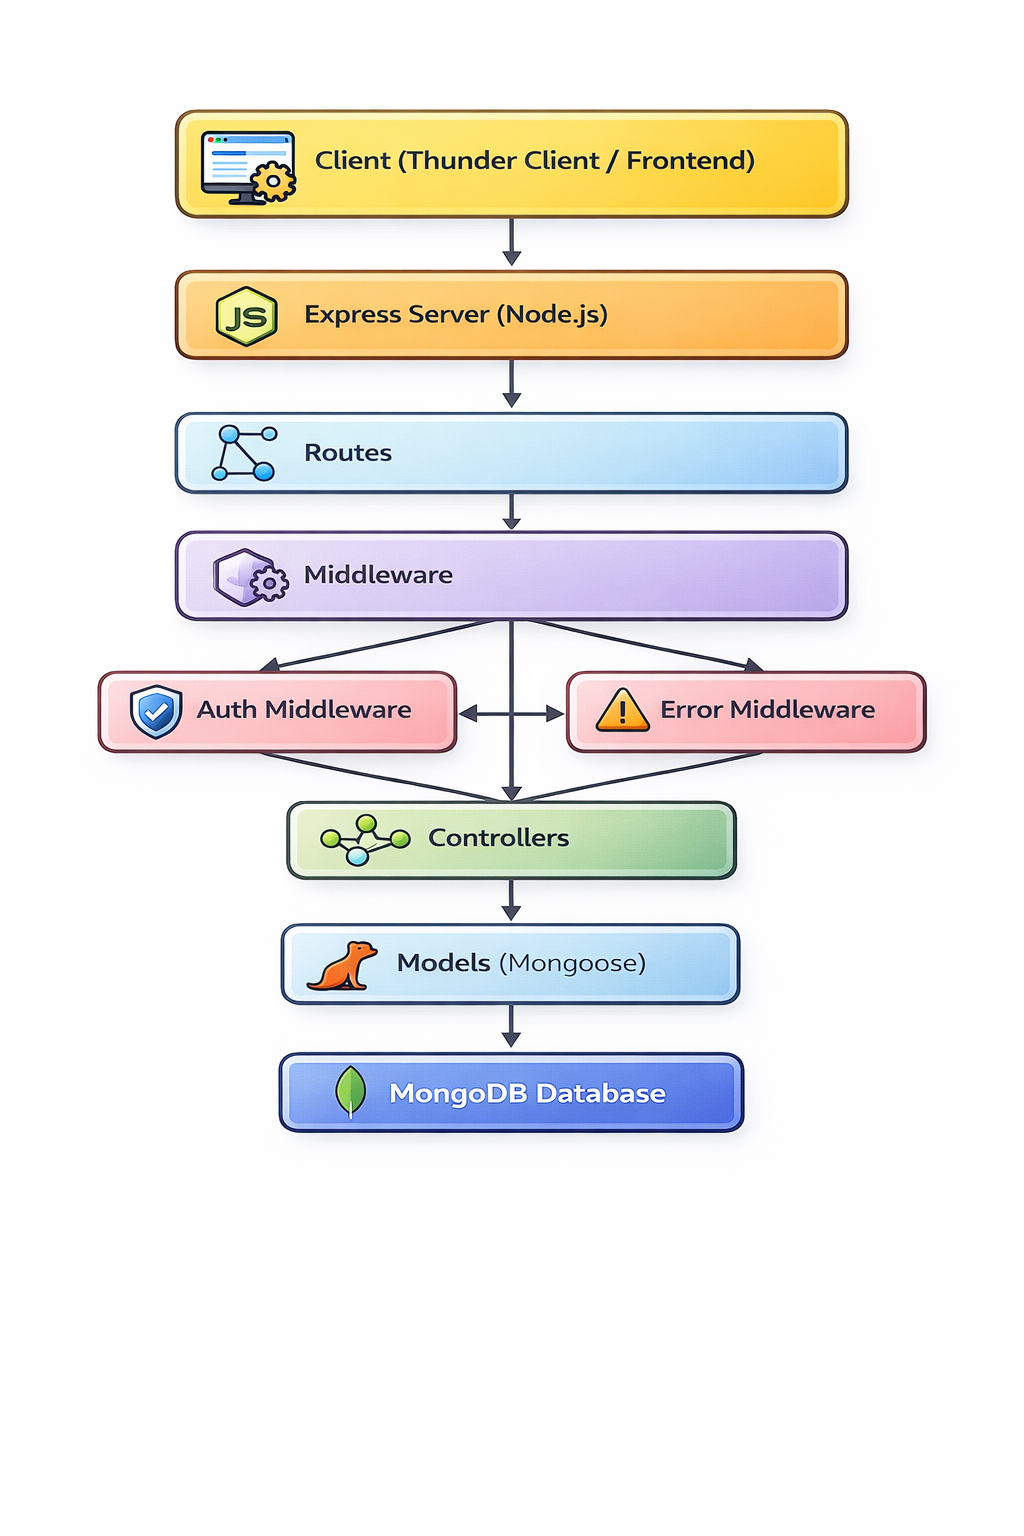 Client (Thunder Client / Frontend)
JS
Express Server (Node.js)
Routes
Middleware
Auth Middleware
Error Middleware
Controllers
Models (Mongoose)
MongoDB Database